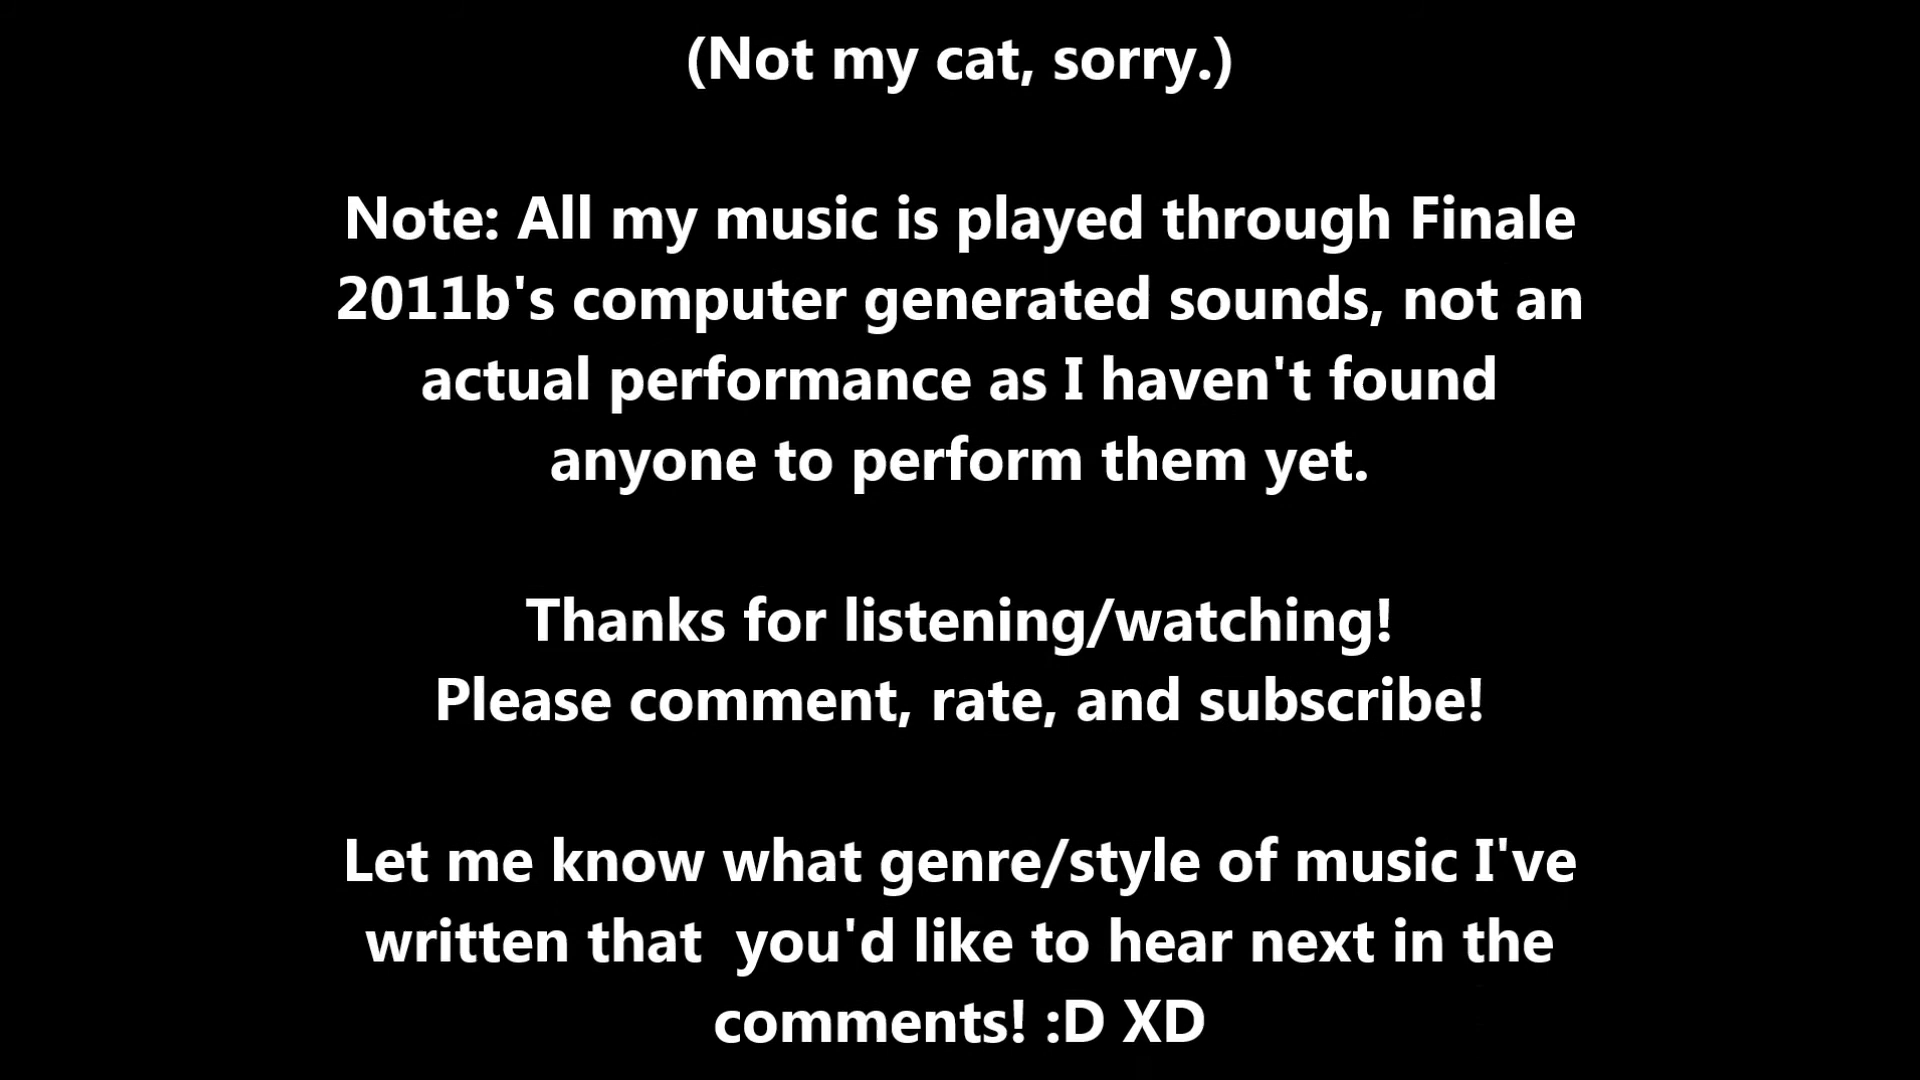 (Not my cat, sorry.)
Note: All my music is played through Finale
2011b's computer generated sounds, not an
actual performance as I haven't found
anyone to perform them yet.
Thanks for listening/watching!
Please comment, rate, and subscribe!
Let me know what genre/style of music I've
written that  you'd like to hear next in the
comments! :D XD